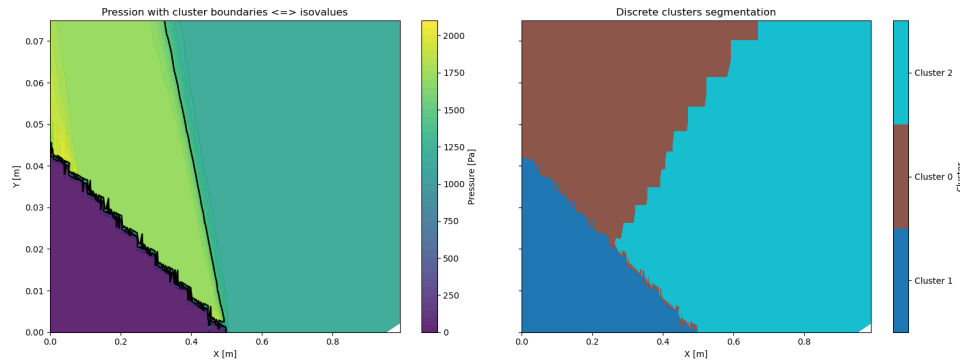 Pression with cluster boundaries <=> isovalues
0.07
0.06
0.05
0.04
0.03
0.02
0.01
0.00
Y [m]
0.0 0.2 0.4 0.6 0.8
X [m]
2000
1750
1500
1250
1000
750
500
250
0
Pressure [Pa]
Discrete clusters segmentation
0.0 0.2 0.4 0.6 0.8
X [m]
Cluster 2
Cluster 0
Cluster 1
Cluster